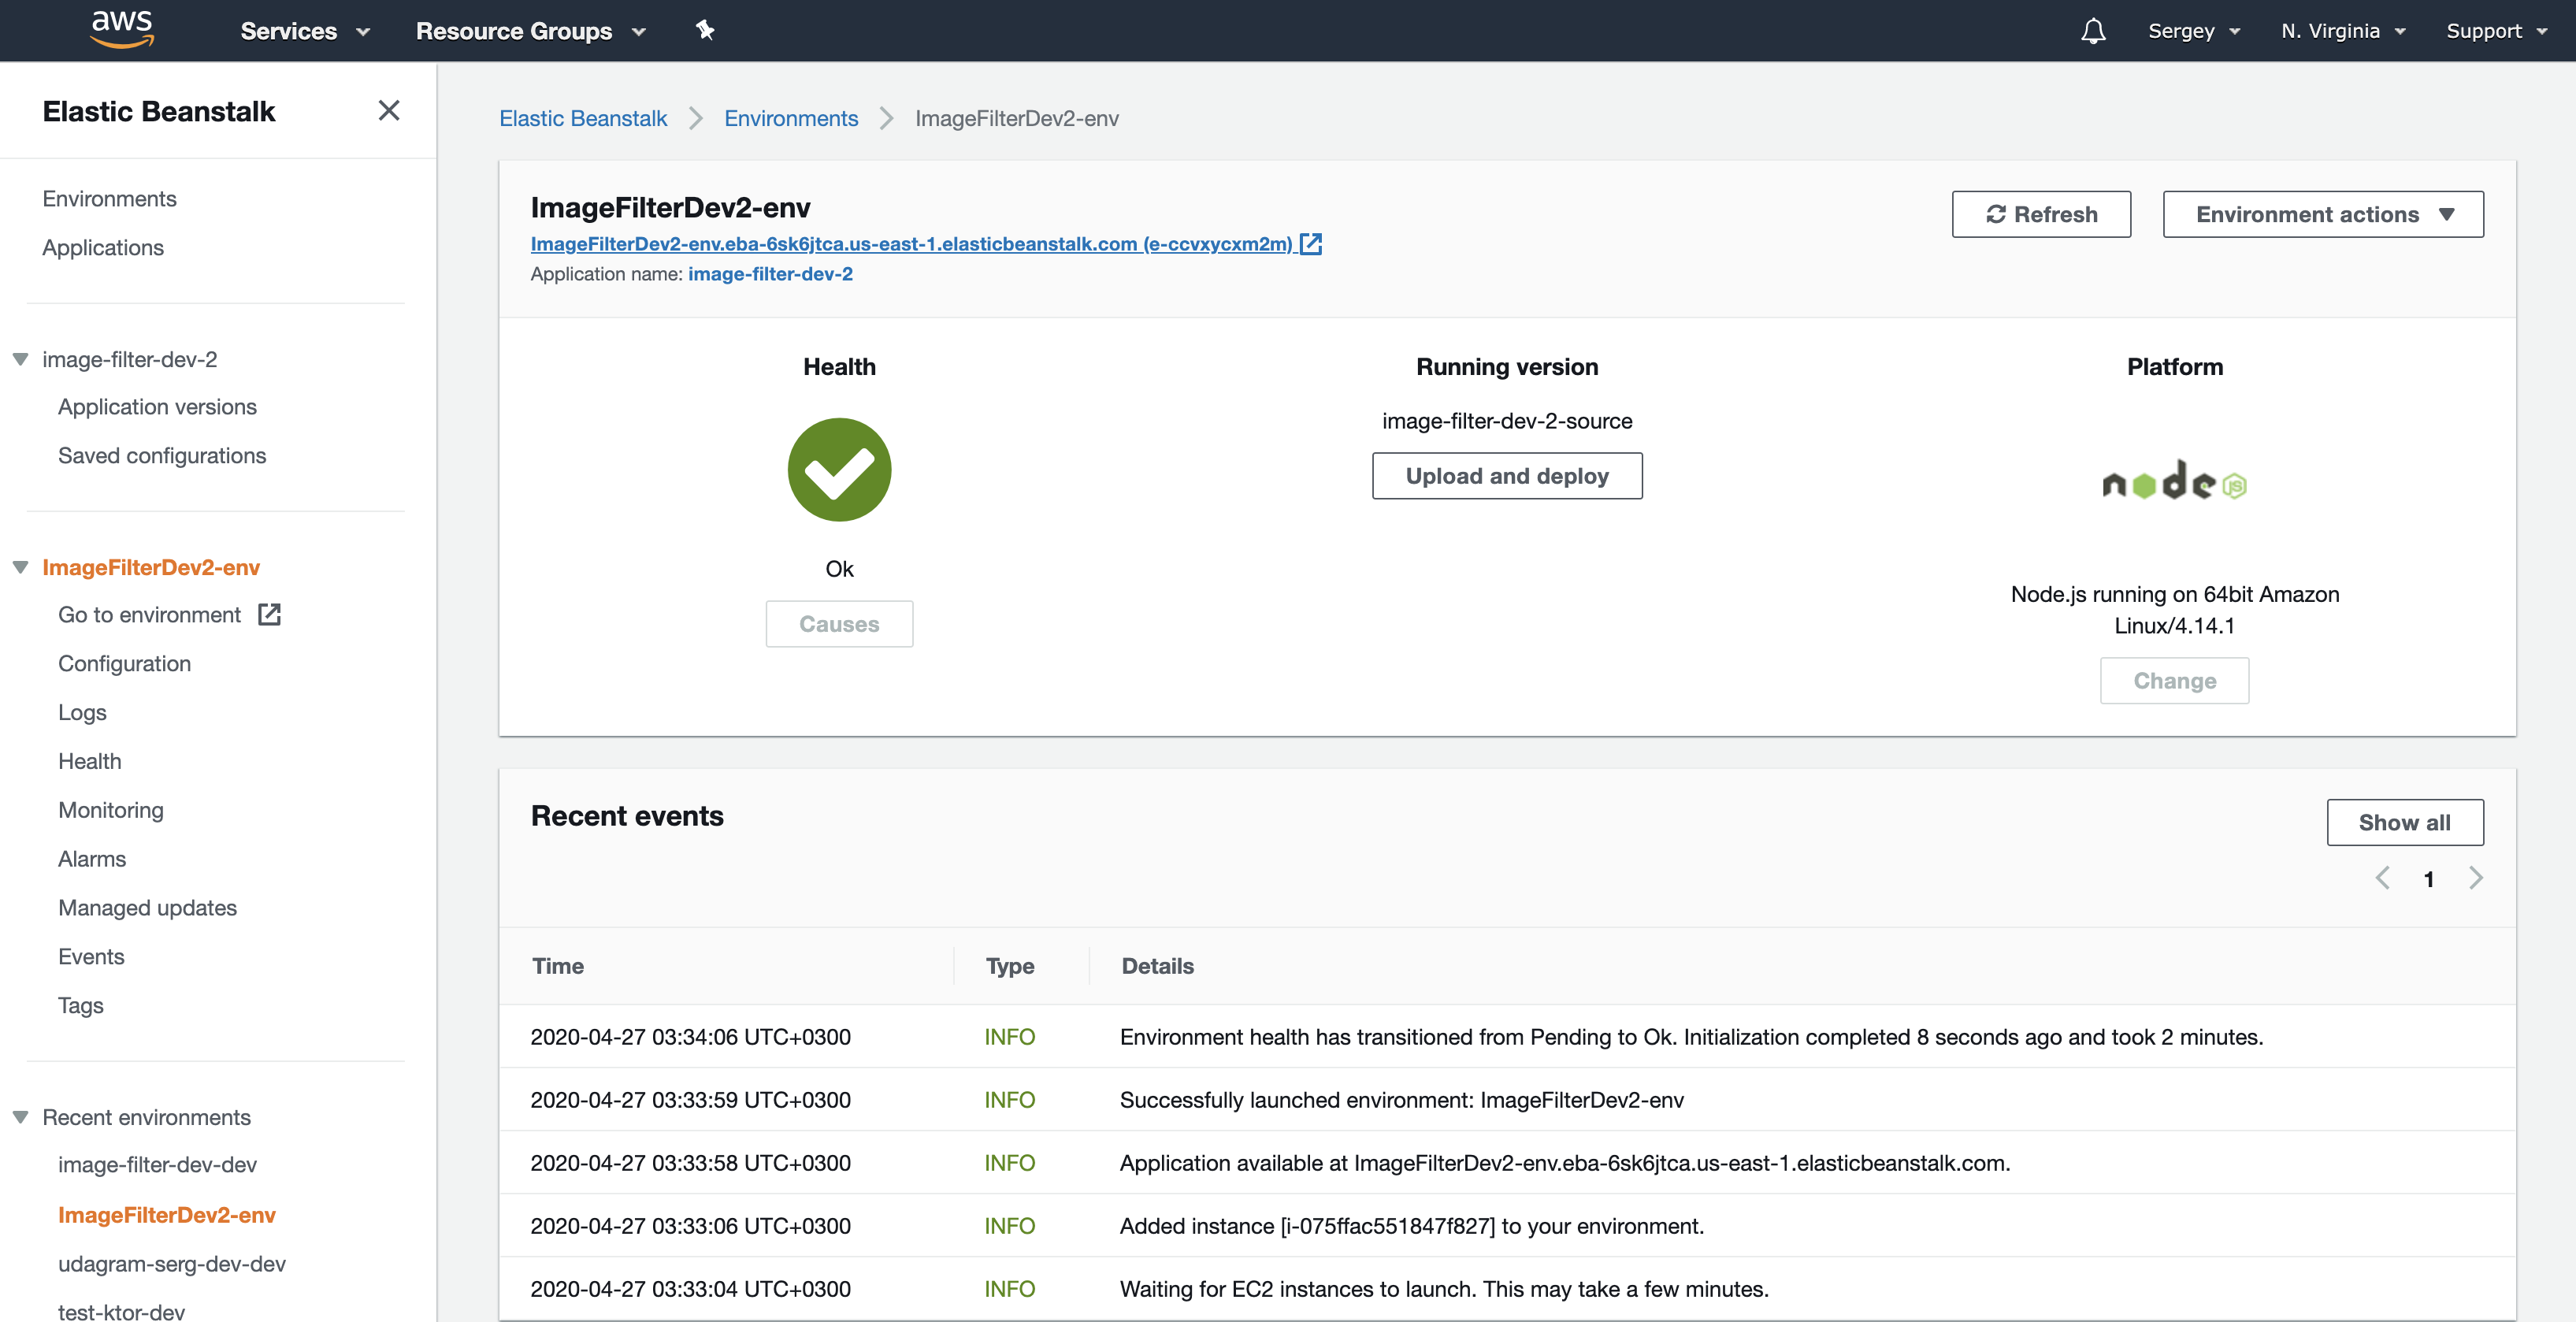 aws Services Resource Groups Sergey N. Virginia Support
Elastic Beanstalk
Environments
Applications
image-filter-dev-2
Application versions
Saved configurations
ImageFilterDev2-env
Go to environment
Configuration
Logs
Health
Monitoring
Alarms
Managed updates
Events
Tags
Recent environments
image-filter-dev-dev
ImageFilterDev2-env
udagram-serg-dev-dev
test-ktor-dev
Elastic Beanstalk Environments ImageFilterDev2-env
ImageFilterDev2-env
ImageFilterDev2-env.eba-6sk6jtca.us-east-1.elasticbeanstalk.com (e-ccvxycxm2m)
Application name: image-filter-dev-2
Refresh Environment actions
Health
Ok
Causes
Running version
image-filter-dev-2-source
Upload and deploy
Platform
node js
Node.js running on 64bit Amazon
Linux/4.14.1
Change
Recent events
Show all
1
Time Type Details
2020-04-27 03:34:06 UTC+0300 INFO Environment health has transitioned from Pending to Ok. Initialization completed 8 seconds ago and took 2 minutes.
2020-04-27 03:33:59 UTC+0300 INFO Successfully launched environment: ImageFilterDev2-env
2020-04-27 03:33:58 UTC+0300 INFO Application available at ImageFilterDev2-env.eba-6sk6jtca.us-east-1.elasticbeanstalk.com.
2020-04-27 03:33:06 UTC+0300 INFO Added instance [i-075ffac551847f827] to your environment.
2020-04-27 03:33:04 UTC+0300 INFO Waiting for EC2 instances to launch. This may take a few minutes.